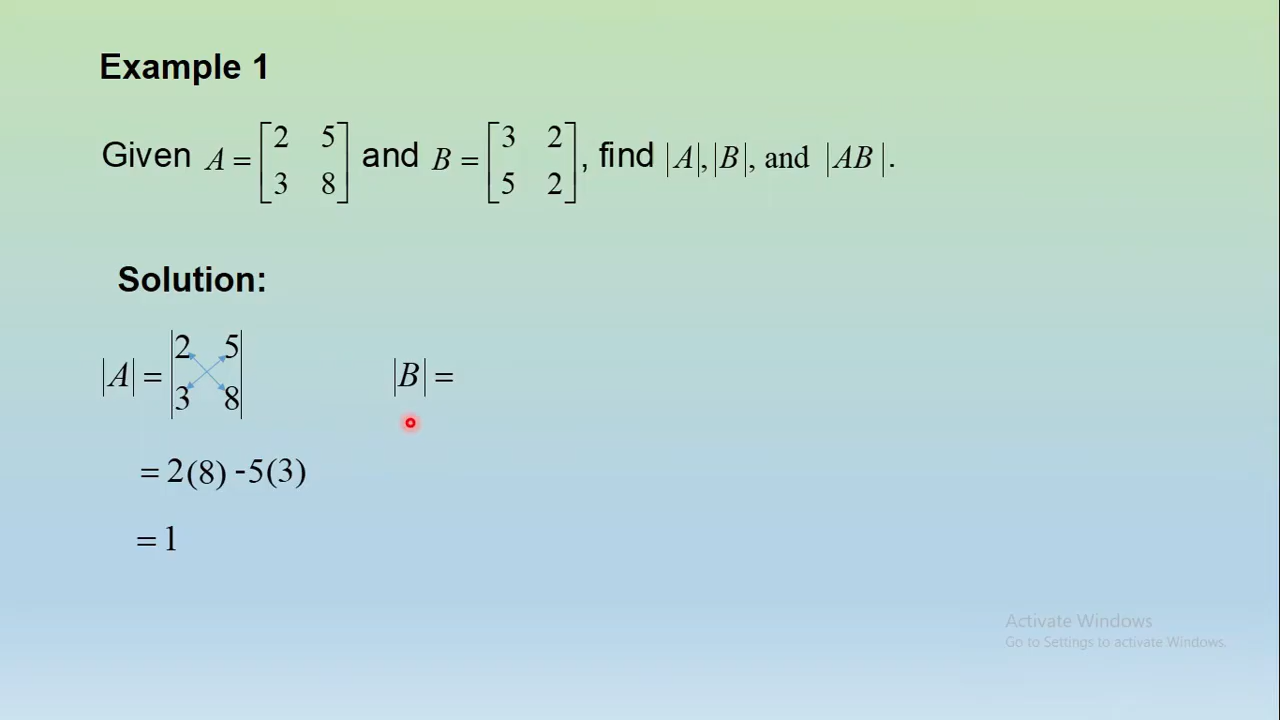 Example 1
Given A = [2 5; 3 8] and B = [3 2; 5 2], find |A|, |B|, and |AB|.
Solution:
|A| = |2 5; 3 8| |B| =
= 2(8) -5(3)
= 1
Activate Windows
Go to Settings to activate Windows.